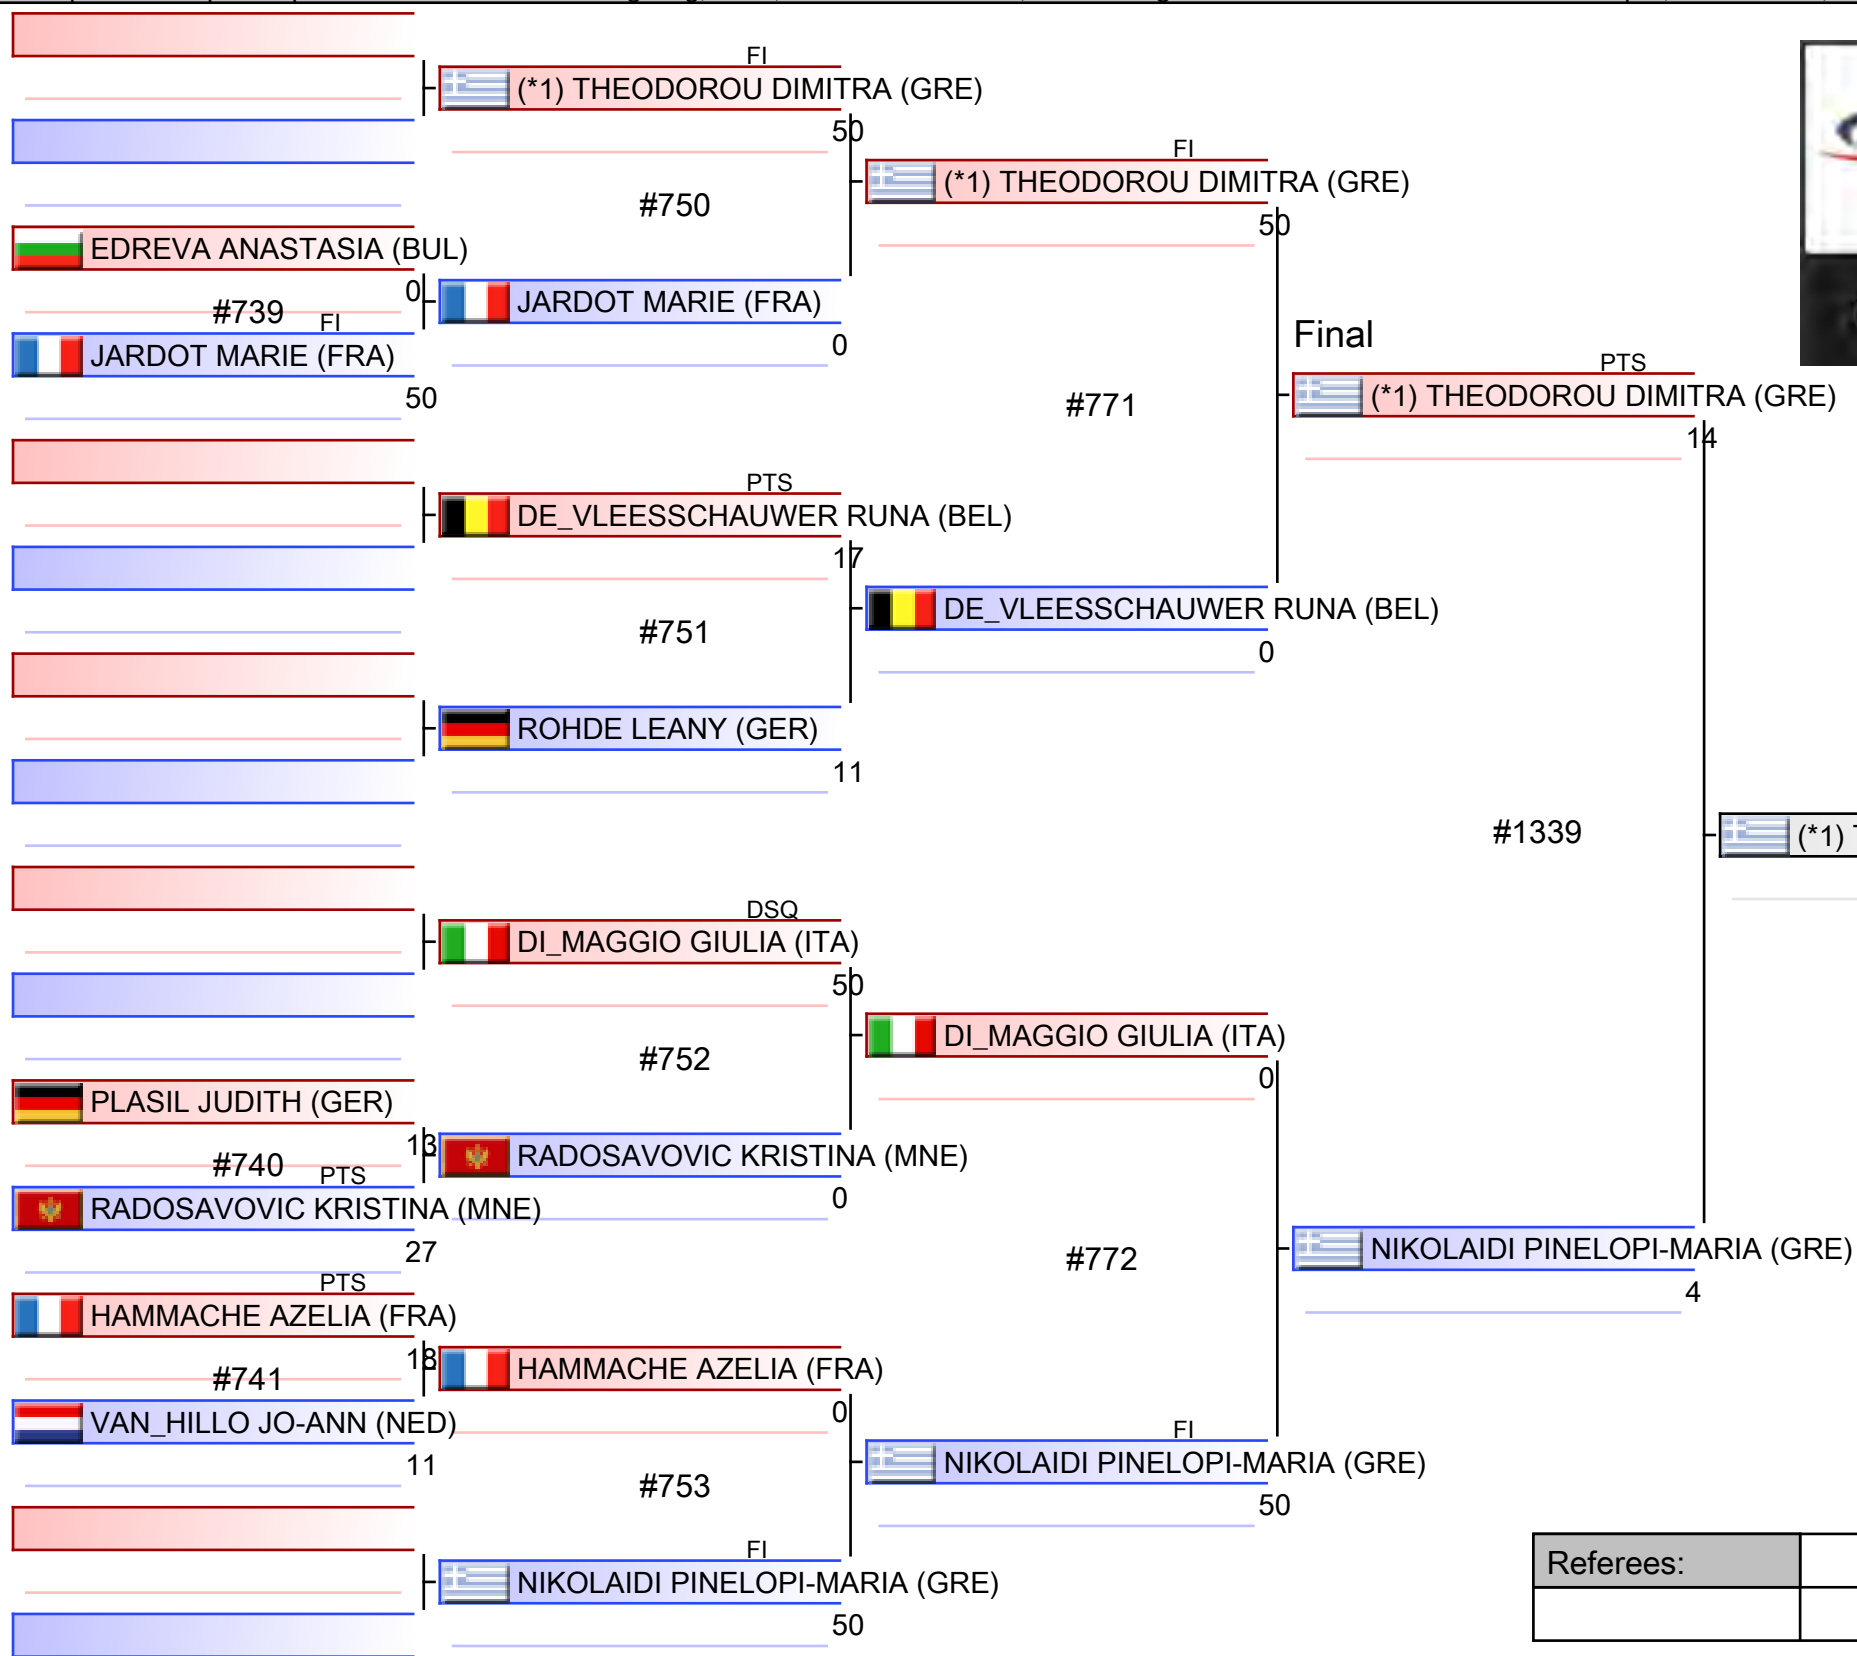 FI
(*1) THEODOROU DIMITRA (GRE)
50
FI
(*1) THEODOROU DIMITRA (GRE)
50
#750
EDREVA ANASTASIA (BUL)
0
JARDOT MARIE (FRA)
0
#739
FI
JARDOT MARIE (FRA)
50
Final
PTS
(*1) THEODOROU DIMITRA (GRE)
14
#771
PTS
DE_VLEESSCHAUWER RUNA (BEL)
17
DE_VLEESSCHAUWER RUNA (BEL)
0
#751
ROHDE LEANY (GER)
11
#1339
(*1)
DSQ
DI_MAGGIO GIULIA (ITA)
50
DI_MAGGIO GIULIA (ITA)
0
#752
PLASIL JUDITH (GER)
13
RADOSAVOVIC KRISTINA (MNE)
0
#740
PTS
RADOSAVOVIC KRISTINA (MNE)
27
#772
NIKOLAIDI PINELOPI-MARIA (GRE)
4
PTS
HAMMACHE AZELIA (FRA)
18
HAMMACHE AZELIA (FRA)
0
#741
VAN_HILLO JO-ANN (NED)
11
FI
NIKOLAIDI PINELOPI-MARIA (GRE)
50
#753
FI
NIKOLAIDI PINELOPI-MARIA (GRE)
50
Referees: